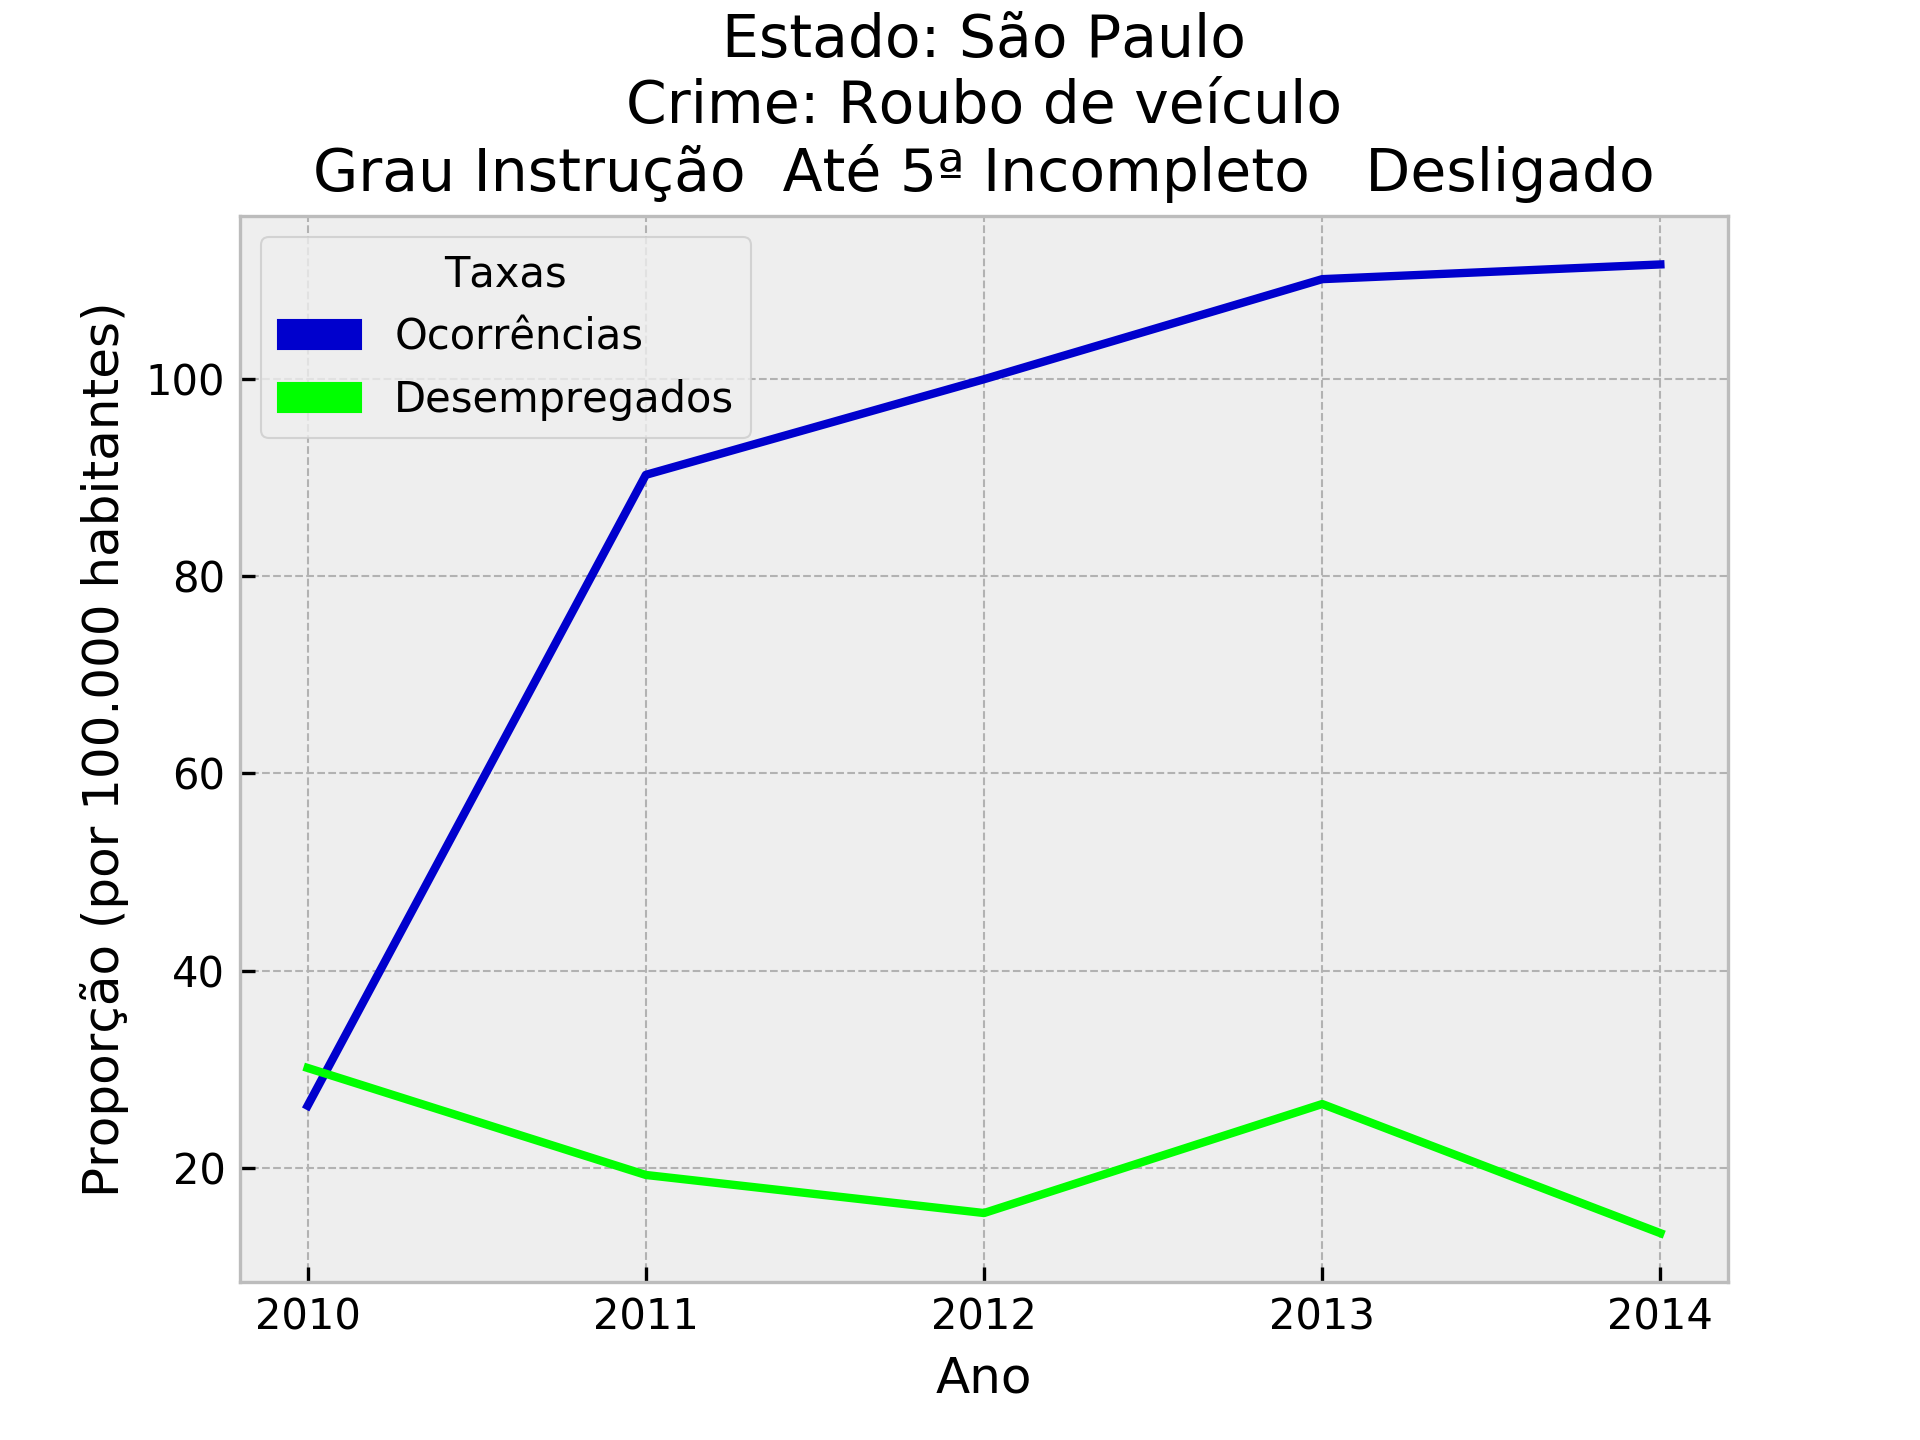 Estado: São Paulo
Crime: Roubo de veículo
Grau Instrução  Até 5ª Incompleto   Desligado
Taxas
Ocorrências
Desempregados
Proporção (por 100.000 habitantes)
100
80
60
40
20
2010 2011 2012 2013 2014
Ano